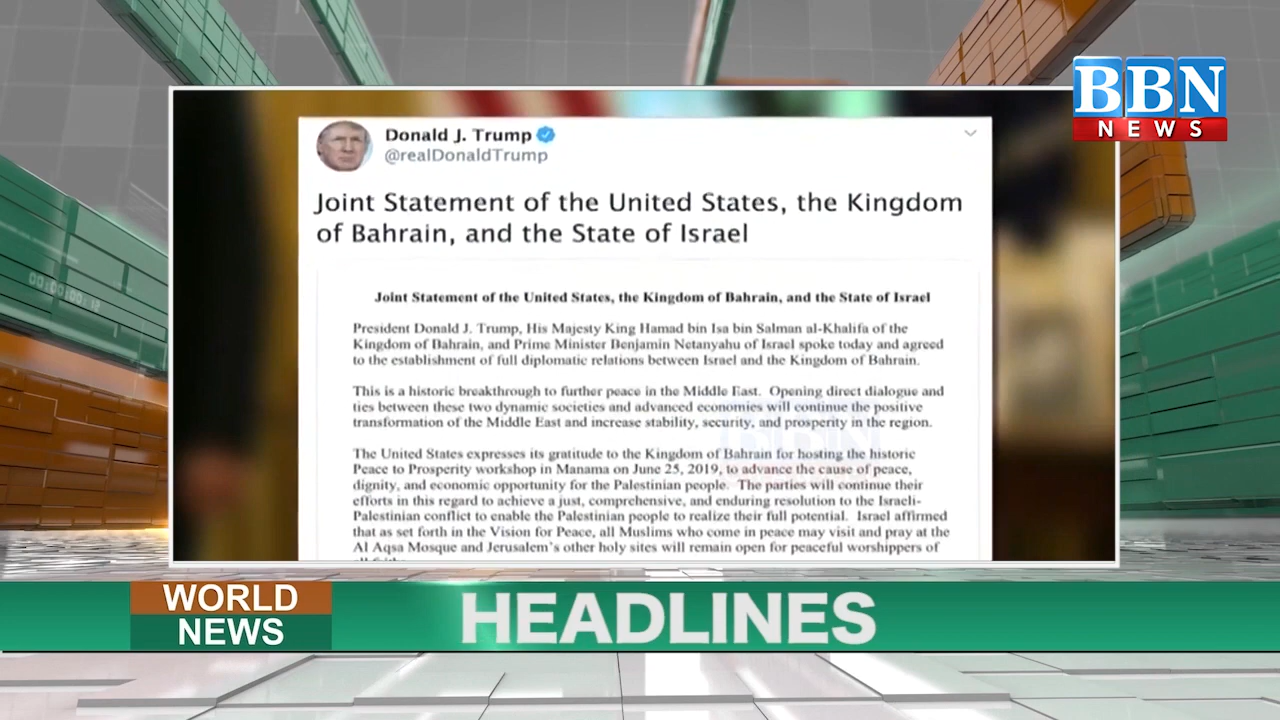 BBN
NEWS
Donald J. Trump
@realDonaldTrump
Joint Statement of the United States, the Kingdom
of Bahrain, and the State of Israel
Joint Statement of the United States, the Kingdom of Bahrain, and the State of Israel
President Donald J. Trump, His Majesty King Hamad bin Isa bin Salman al-Khalifa of the
Kingdom of Bahrain, and Prime Minister Benjamin Netanyahu of Israel spoke today and agreed
to the establishment of full diplomatic relations between Israel and the Kingdom of Bahrain.
This is a historic breakthrough to further peace in the Middle East. Opening direct dialogue and
ties between these two dynamic societies and advanced economies will continue the positive
transformation of the Middle East and increase stability, security, and prosperity in the region.
The United States expresses its gratitude to the Kingdom of Bahrain for hosting the historic
Peace to Prosperity workshop in Manama on June 25, 2019, to advance the cause of peace,
dignity, and economic opportunity for the Palestinian people. The parties will continue their
efforts in this regard to achieve a just, comprehensive, and enduring resolution to the Israeli-
Palestinian conflict to enable the Palestinian people to realize their full potential. Israel affirmed
that as set forth in the Vision for Peace, all Muslims who come in peace may visit and pray at the
Al Aqsa Mosque and Jerusalem's other holy sites will remain open for peaceful worshippers of
WORLD
NEWS
HEADLINES